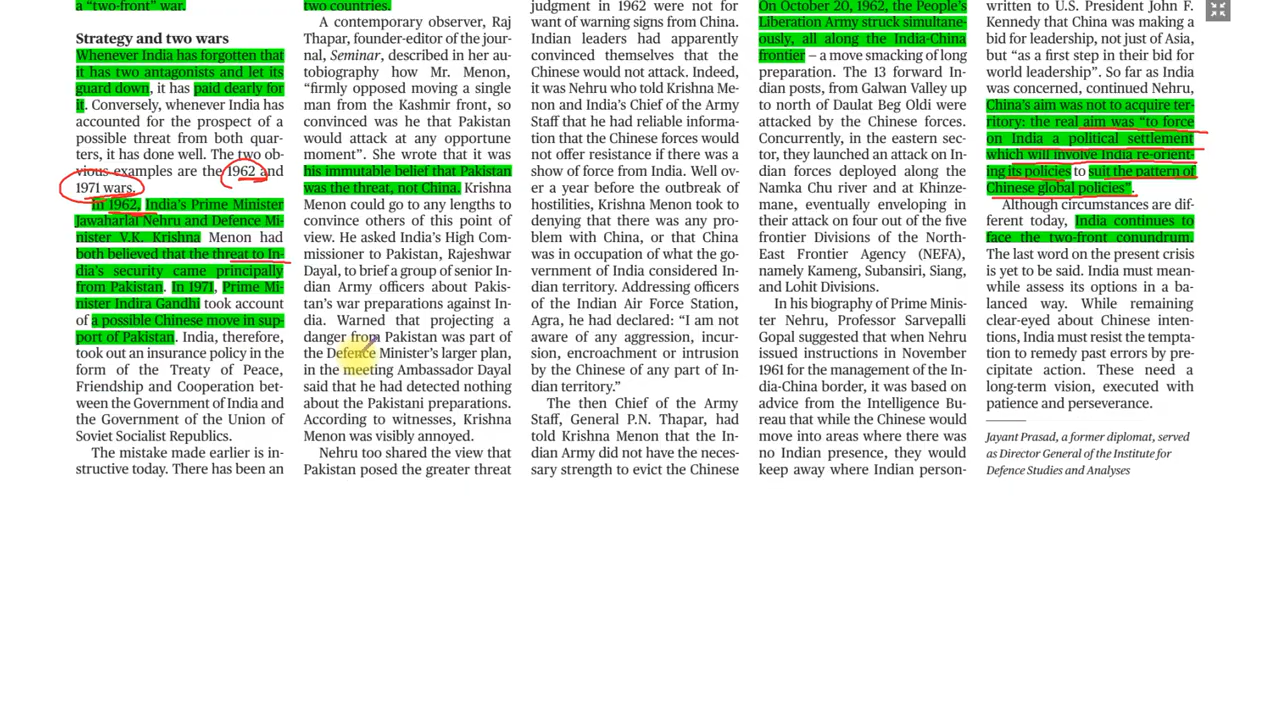 a "two-front" war.
Strategy and two wars
Whenever India has forgotten that
it has two antagonists and let its
guard down, it has paid dearly for
it. Conversely, whenever India has
accounted for the prospect of a
possible threat from both quar-
ters, it has done well. The two ob-
vious examples are the 1962 and
1971 wars.
In 1962, India's Prime Minister
Jawaharlal Nehru and Defence Mi-
nister V.K. Krishna Menon had
both believed that the threat to In-
dia's security came principally
from Pakistan. In 1971, Prime Mi-
nister Indira Gandhi took account
of a possible Chinese move in sup-
port of Pakistan. India, therefore,
took out an insurance policy in the
form of the Treaty of Peace,
Friendship and Cooperation bet-
ween the Government of India and
the Government of the Union of
Soviet Socialist Republics.
The mistake made earlier is in-
structive today. There has been an
two countries.
A contemporary observer, Raj
Thapar, founder-editor of the jour-
nal, Seminar, described in her au-
tobiography how Mr. Menon,
"firmly opposed moving a single
man from the Kashmir front, so
convinced was he that Pakistan
would attack at any opportune
moment". She wrote that it was
his immutable belief that Pakistan
was the threat, not China. Krishna
Menon could go to any lengths to
convince others of this point of
view. He asked India's High Com-
missioner to Pakistan, Rajeshwar
Dayal, to brief a group of senior In-
dian Army officers about Pakis-
tan's war preparations against In-
dia. Warned that projecting a
danger from Pakistan was part of
the Defence Minister's larger plan,
in the meeting Ambassador Dayal
said that he had detected nothing
about the Pakistani preparations.
According to witnesses, Krishna
Menon was visibly annoyed.
Nehru too shared the view that
Pakistan posed the greater threat
judgment in 1962 were not for
want of warning signs from China.
Indian leaders had apparently
convinced themselves that the
Chinese would not attack. Indeed,
it was Nehru who told Krishna Me-
non and India's Chief of the Army
Staff that he had reliable informa-
tion that the Chinese forces would
not offer resistance if there was a
show of force from India. Well ov-
er a year before the outbreak of
hostilities, Krishna Menon took to
denying that there was any pro-
blem with China, or that China
was in occupation of what the go-
vernment of India considered In-
dian territory. Addressing officers
of the Indian Air Force Station,
Agra, he had declared: "I am not
aware of any aggression, incur-
sion, encroachment or intrusion
by the Chinese of any part of In-
dian territory."
The then Chief of the Army
Staff, General P.N. Thapar, had
told Krishna Menon that the In-
dian Army did not have the neces-
sary strength to evict the Chinese
On October 20, 1962, the People's
Liberation Army struck simultane-
ously, all along the India-China
frontier – a move smacking of long
preparation. The 13 forward In-
dian posts, from Galwan Valley up
to north of Daulat Beg Oldi were
attacked by the Chinese forces.
Concurrently, in the eastern sec-
tor, they launched an attack on In-
dian forces deployed along the
Namka Chu river and at Khinze-
mane, eventually enveloping in
their attack on four out of the five
frontier Divisions of the North-
East Frontier Agency (NEFA),
namely Kameng, Subansiri, Siang,
and Lohit Divisions.
In his biography of Prime Minis-
ter Nehru, Professor Sarvepalli
Gopal suggested that when Nehru
issued instructions in November
1961 for the management of the In-
dia-China border, it was based on
advice from the Intelligence Bu-
reau that while the Chinese would
move into areas where there was
no Indian presence, they would
keep away where Indian person-
written to U.S. President John F.
Kennedy that China was making a
bid for leadership, not just of Asia,
but "as a first step in their bid for
world leadership". So far as India
was concerned, continued Nehru,
China's aim was not to acquire ter-
ritory: the real aim was "to force
on India a political settlement
which will involve India re-orient-
ing its policies to suit the pattern of
Chinese global policies".
Although circumstances are dif-
ferent today, India continues to
face the two-front conundrum.
The last word on the present crisis
is yet to be said. India must mean-
while assess its options in a ba-
lanced way. While remaining
clear-eyed about Chinese inten-
tions, India must resist the tempta-
tion to remedy past errors by pre-
cipitate action. These need a
long-term vision, executed with
patience and perseverance.
Jayant Prasad, a former diplomat, served
as Director General of the Institute for
Defence Studies and Analyses